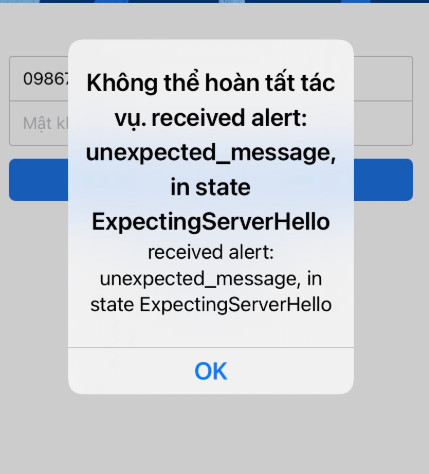 0986
Mật
Không thể hoàn tất tác
vụ. received alert:
unexpected_message,
in state
ExpectingServerHello
received alert:
unexpected_message, in
state ExpectingServerHello
OK